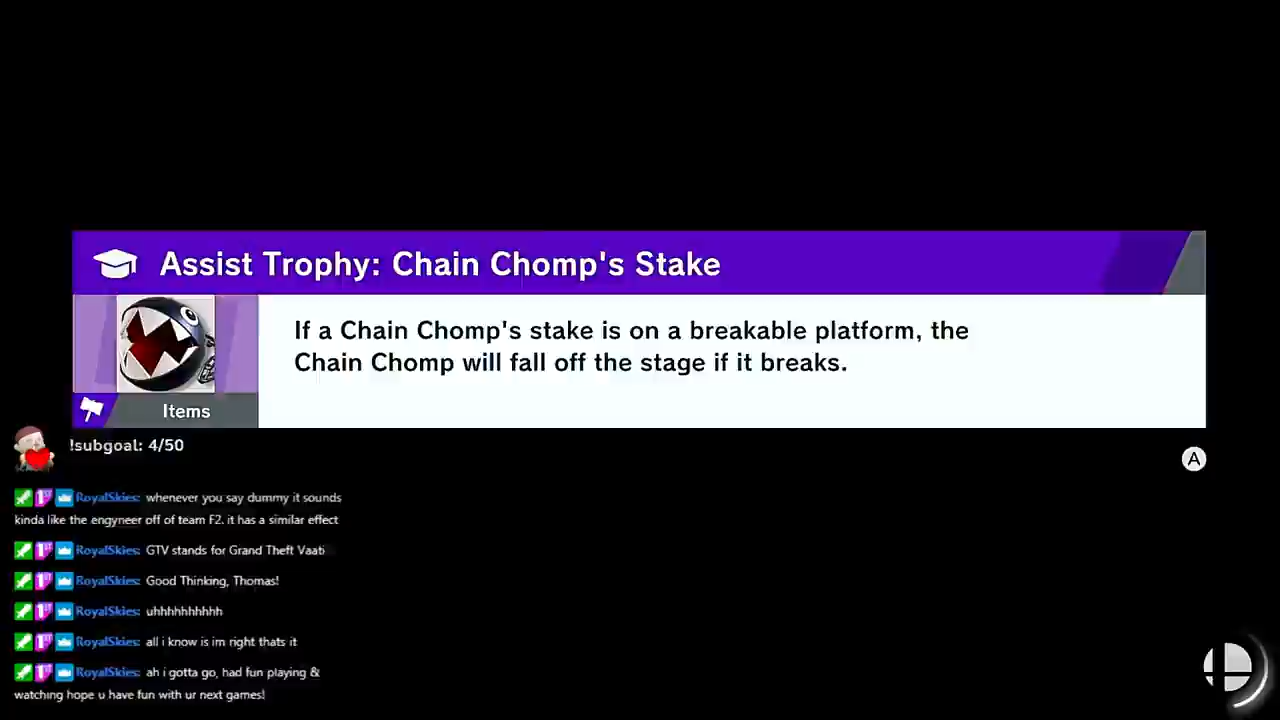 Assist Trophy: Chain Chomp's Stake
If a Chain Chomp's stake is on a breakable platform, the
Chain Chomp will fall off the stage if it breaks.
Items
!subgoal: 4/50
A
RoyalSkies: whenever you say dummy it sounds
kinda like the engyneer off of team F2. it has a similar effect
RoyalSkies: GTV stands for Grand Theft Vaati
RoyalSkies: Good Thinking, Thomas!
RoyalSkies: uhhhhhhhhhh
RoyalSkies: all i know is im right thats it
RoyalSkies: ah i gotta go, had fun playing &
watching hope u have fun with ur next games!